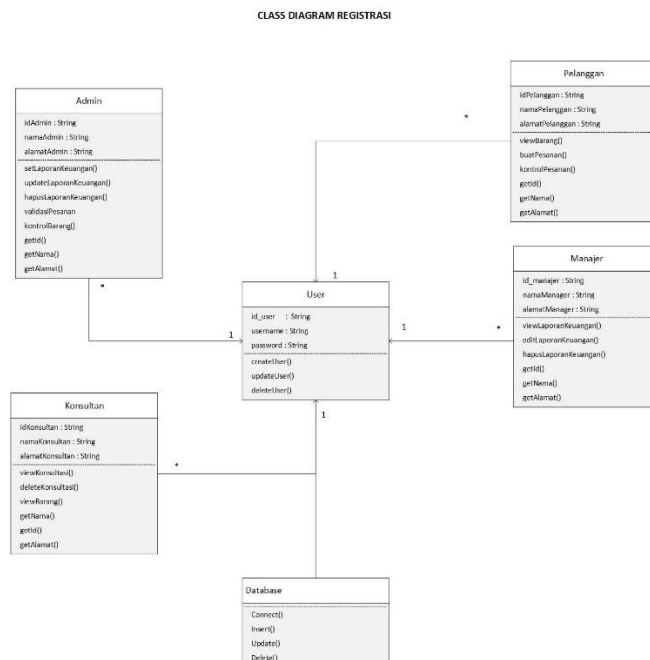 CLASS DIAGRAM REGISTRASI
Admin
idAdmin : String
namaAdmin : String
alamatAdmin : String
setLaporanKeuangan()
updateLaporanKeuangan()
hapusLaporanKeuangan()
validasiPesanan
kontrolBarang()
getId()
getNama()
getAlamat()
*
1
Pelanggan
idPelanggan : String
namaPelanggan : String
alamatPelanggan : String
viewBarang()
buatPesanan()
kontrolPesanan()
getId()
getNama()
getAlamat()
*
1
User
id_user : String
username : String
password : String
createUser()
updateUser()
deleteUser()
Manajer
id_manajer : String
namaManager : String
alamatManager : String
viewLaporanKeuangan()
editLaporanKeuangan()
hapusLaporanKeuangan()
getId()
getNama()
getAlamat()
1
*
Konsultan
idKonsultan : String
namaKonsultan : String
alamatKonsultan : String
viewKonsultasi()
deleteKonsultasi()
viewBarang()
getNama()
getId()
getAlamat()
*
1
Database
Connect()
Insert()
Update()
Delete()